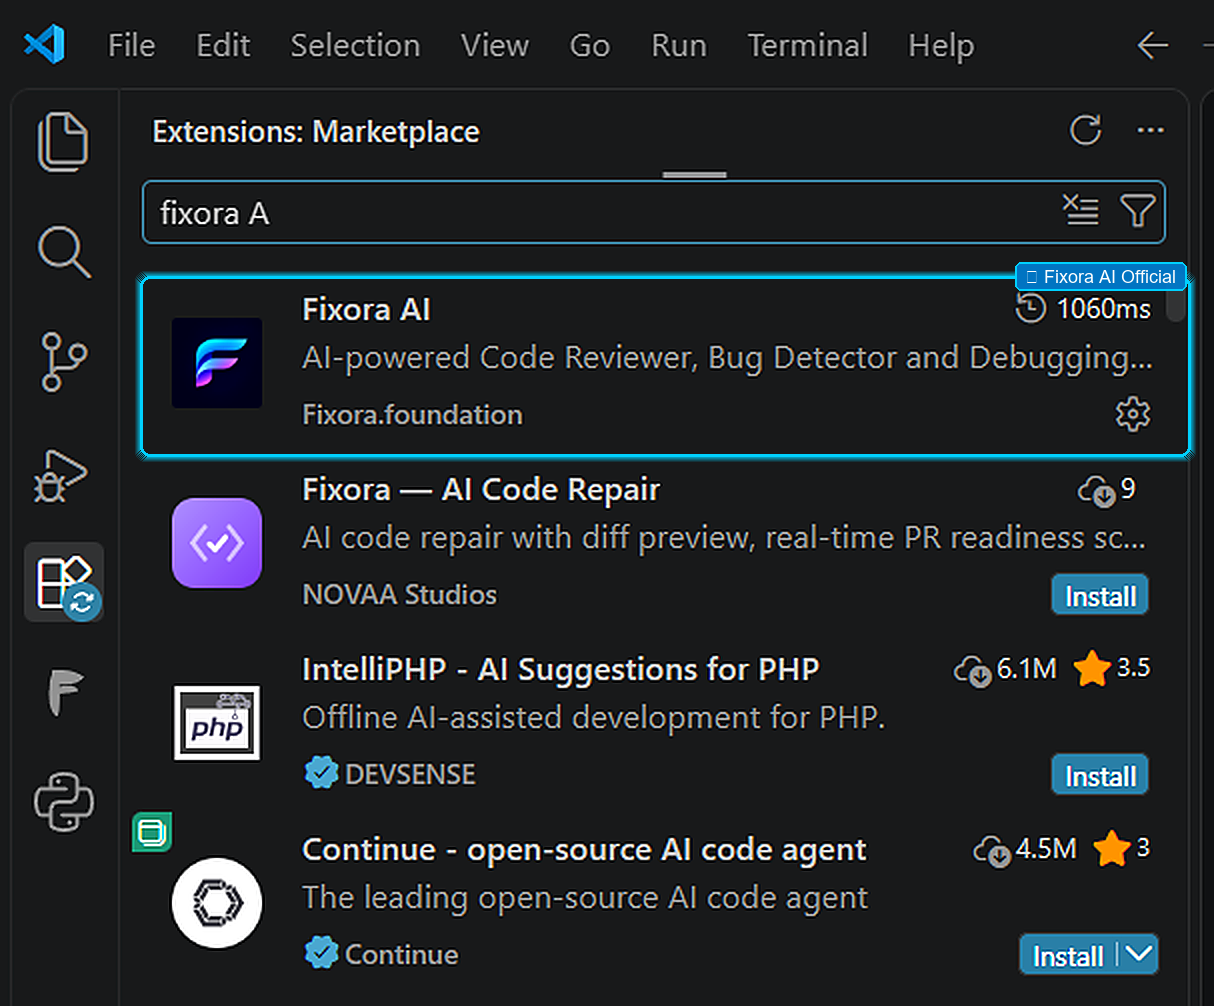 File Edit Selection View Go Run Terminal Help
Extensions: Marketplace
fixora A
Fixora AI Official
Fixora AI 1060ms
AI-powered Code Reviewer, Bug Detector and Debugging...
Fixora.foundation
Fixora — AI Code Repair 9
AI code repair with diff preview, real-time PR readiness sc...
NOVAA Studios Install
IntelliPHP - AI Suggestions for PHP 6.1M 3.5
php
Offline AI-assisted development for PHP.
DEVSENSE Install
Continue - open-source AI code agent 4.5M 3
The leading open-source AI code agent
Continue Install